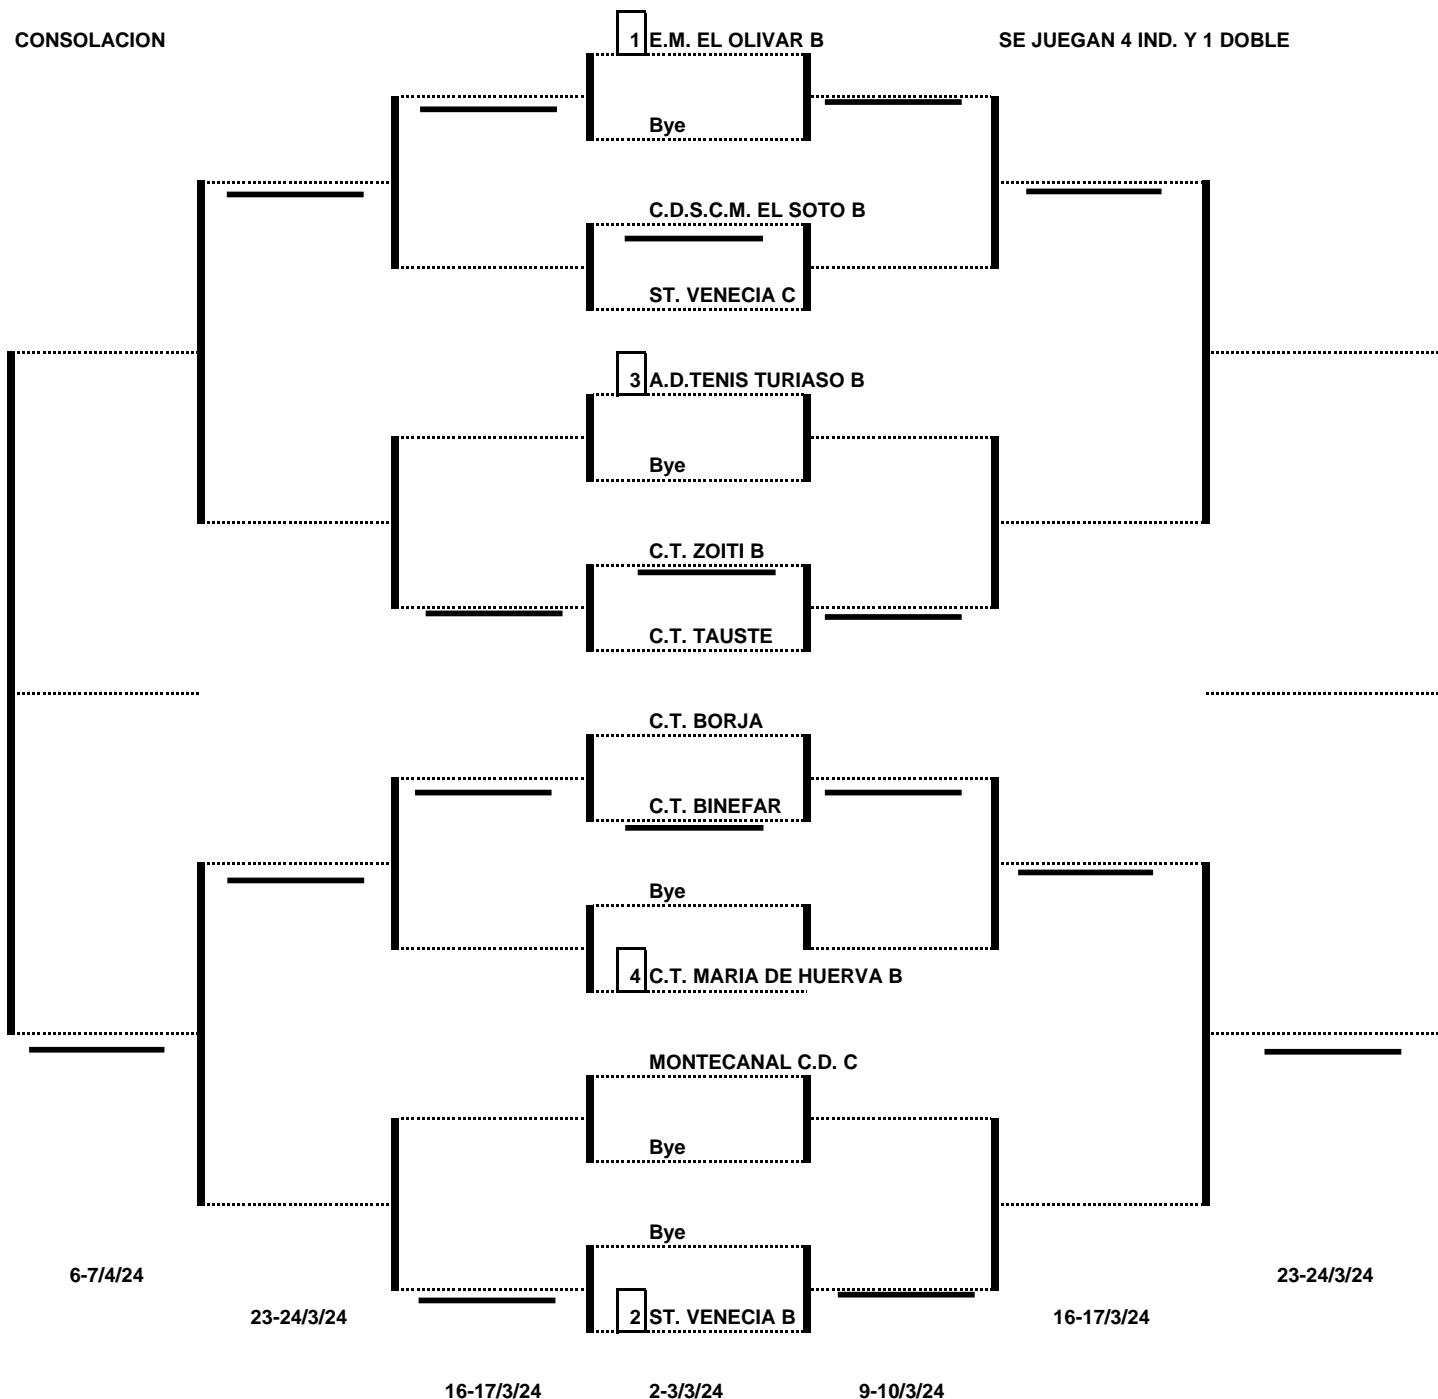 CONSOLACION
1 E.M. EL OLIVAR B
SE JUEGAN 4 IND. Y 1 DOBLE
Bye
C.D.S.C.M. EL SOTO B
ST. VENECIA C
3 A.D.TENIS TURIASO B
Bye
C.T. ZOITI B
C.T. TAUSTE
C.T. BORJA
C.T. BINEFAR
Bye
4 C.T. MARIA DE HUERVA B
MONTECANAL C.D. C
Bye
Bye
6-7/4/24
23-24/3/24
23-24/3/24
2 ST. VENECIA B
16-17/3/24
16-17/3/24
2-3/3/24
9-10/3/24